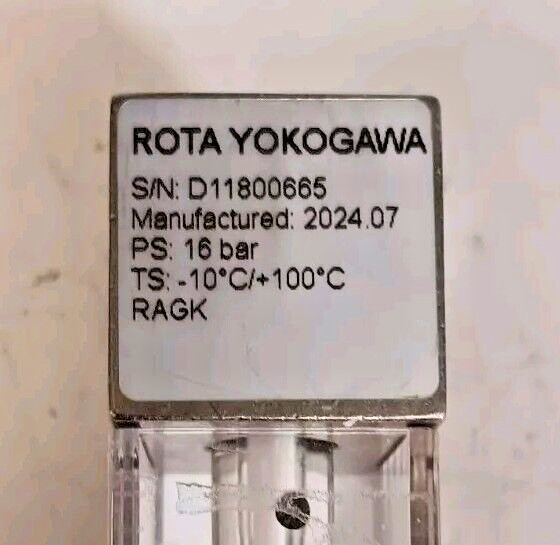 ROTA YOKOGAWA
S/N: D11800665
Manufactured: 2024.07
PS: 16 bar
TS: -10°C/+100°C
RAGK